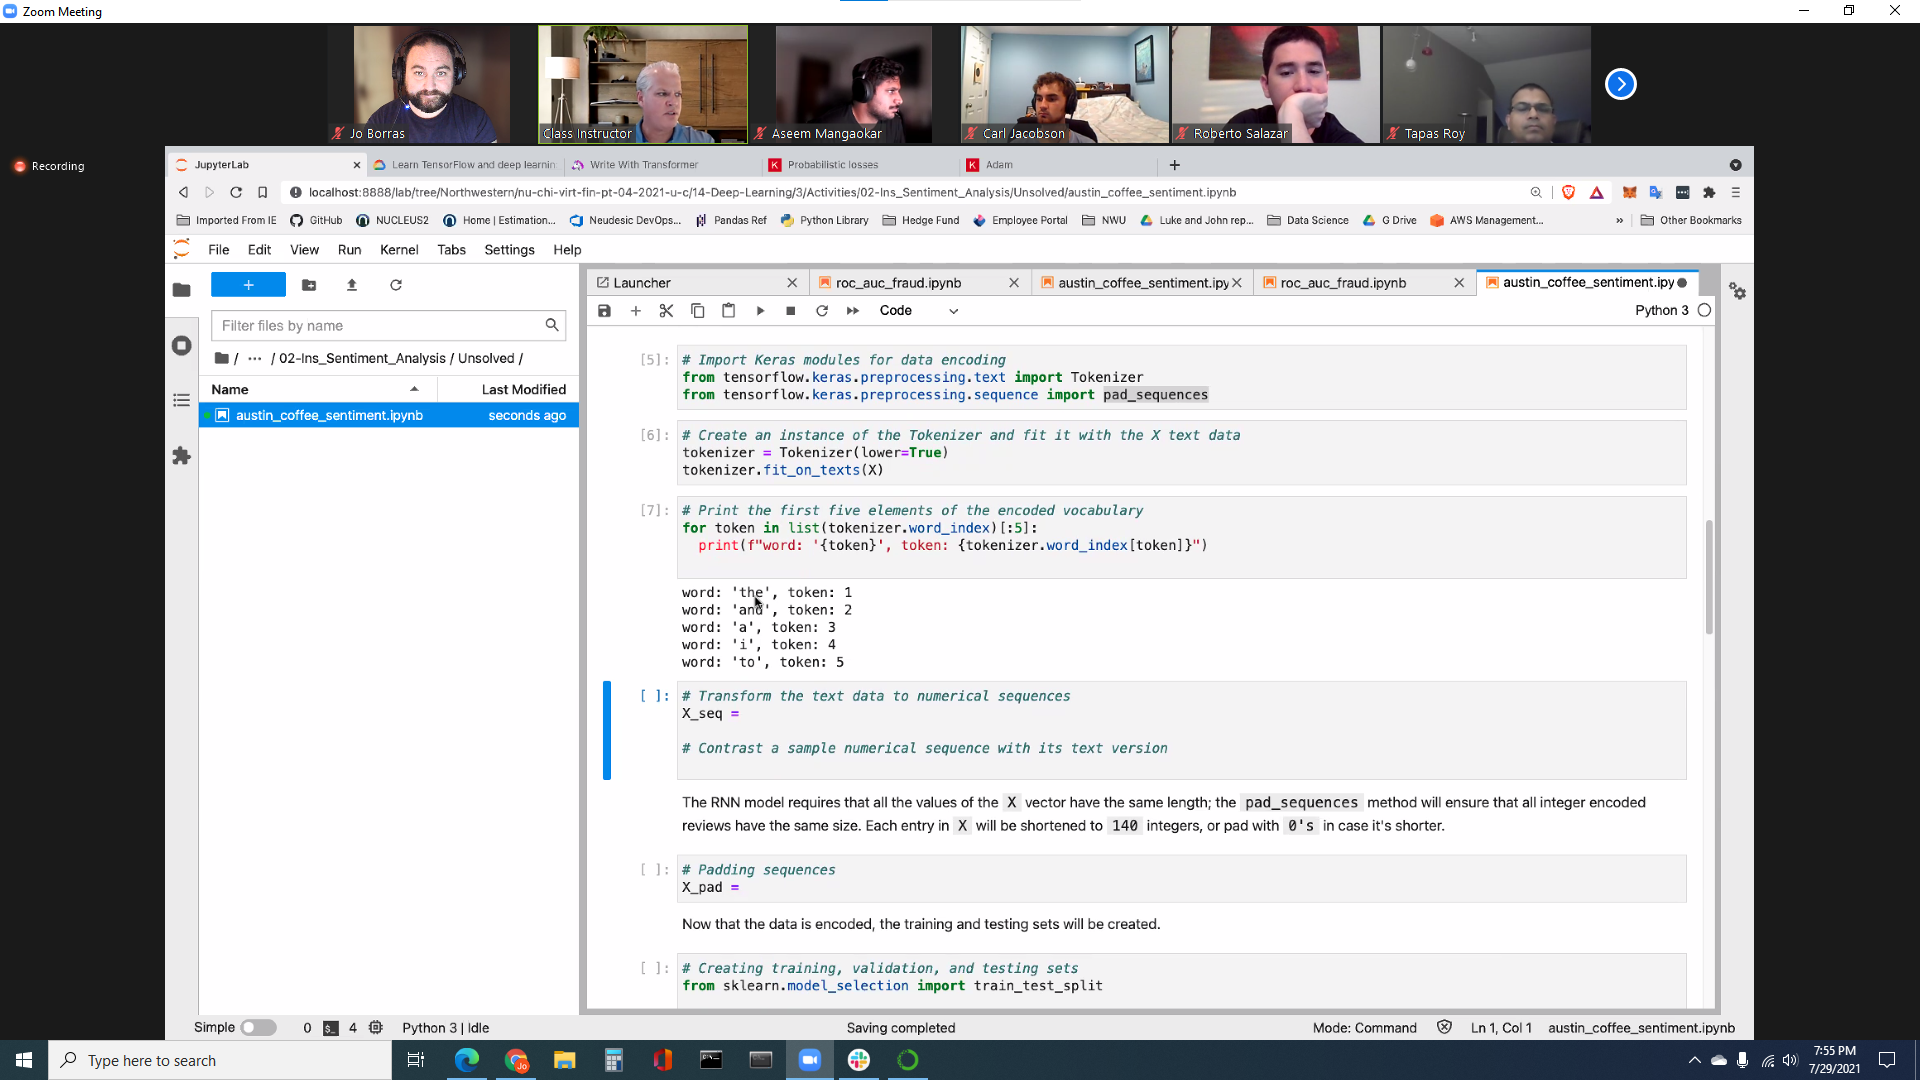 Zoom Meeting
Jo Borras
Class Instructor
Aseem Mangaokar
Carl Jacobson
Roberto Salazar
Tapas Roy
Recording
JupyterLab
Learn TensorFlow and deep learnin
Write With Transformer
Probabilistic losses
Adam
localhost:8888/lab/tree/Northwestern/nu-chi-virt-fin-pt-04-2021-u-c/14-Deep-Learning/3/Activities/02-Ins_Sentiment_Analysis/Unsolved/austin_coffee_sentiment.ipynb
Imported From IE GitHub NUCLEUS2 Home | Estimation... Neudesic DevOps... Pandas Ref Python Library Hedge Fund Employee Portal NWU Luke and John rep... Data Science G Drive AWS Management... » Other Bookmarks
File Edit View Run Kernel Tabs Settings Help
Launcher
roc_auc_fraud.ipynb
austin_coffee_sentiment.ipy
roc_auc_fraud.ipynb
austin_coffee_sentiment.ipy
Filter files by name
Code
Python 3
/ ... / 02-Ins_Sentiment_Analysis / Unsolved /
Name Last Modified
austin_coffee_sentiment.ipynb seconds ago
[5]: # Import Keras modules for data encoding
from tensorflow.keras.preprocessing.text import Tokenizer
from tensorflow.keras.preprocessing.sequence import pad_sequences
[6]: # Create an instance of the Tokenizer and fit it with the X text data
tokenizer = Tokenizer(lower=True)
tokenizer.fit_on_texts(X)
[7]: # Print the first five elements of the encoded vocabulary
for token in list(tokenizer.word_index)[:5]:
print(f"word: '{token}', token: {tokenizer.word_index[token]}")
word: 'the', token: 1
word: 'and', token: 2
word: 'a', token: 3
word: 'i', token: 4
word: 'to', token: 5
[ ]: # Transform the text data to numerical sequences
X_seq =
# Contrast a sample numerical sequence with its text version
The RNN model requires that all the values of the X vector have the same length; the pad_sequences method will ensure that all integer encoded
reviews have the same size. Each entry in X will be shortened to 140 integers, or pad with 0's in case it's shorter.
[ ]: # Padding sequences
X_pad =
Now that the data is encoded, the training and testing sets will be created.
[ ]: # Creating training, validation, and testing sets
from sklearn.model_selection import train_test_split
Simple 0 4 Python 3 | Idle Saving completed Mode: Command Ln 1, Col 1 austin_coffee_sentiment.ipynb
Type here to search
7:55 PM
7/29/2021